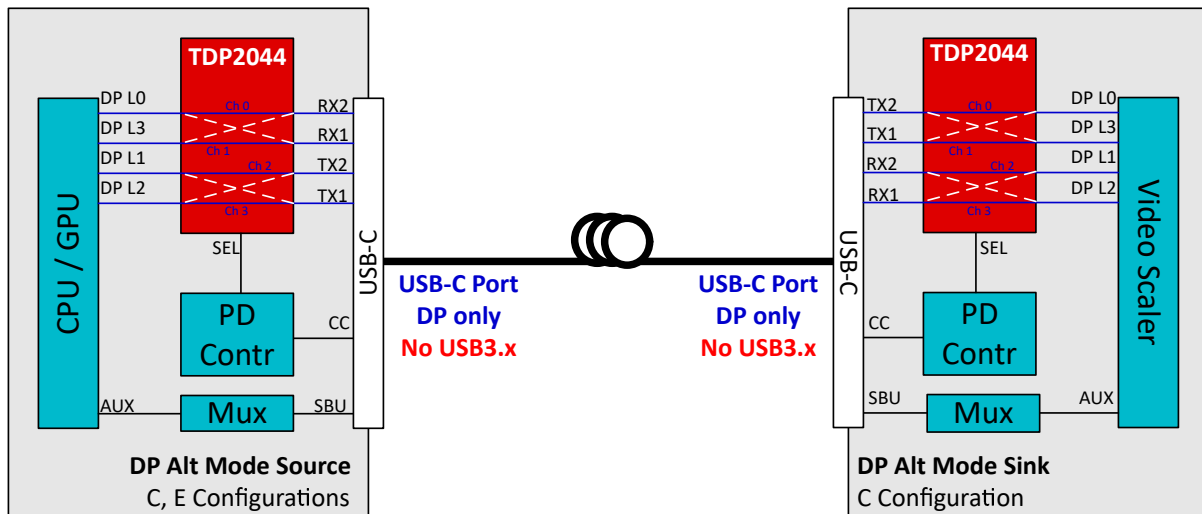 TDP2044
DP L0
Ch 0
RX2
DP L3
Ch 1
RX1
DP L1
Ch 2
TX2
DP L2
Ch 3
TX1
SEL
CPU / GPU
USB-C
PD
Contr
CC
AUX
Mux
SBU
DP Alt Mode Source
C, E Configurations
USB-C Port
DP only
No USB3.x
USB-C Port
DP only
No USB3.x
TDP2044
TX2
Ch 0
DP L0
TX1
Ch 1
DP L3
RX2
Ch 2
DP L1
RX1
Ch 3
DP L2
SEL
USB-C
Video Scaler
CC
PD
Contr
SBU
Mux
AUX
DP Alt Mode Sink
C Configuration